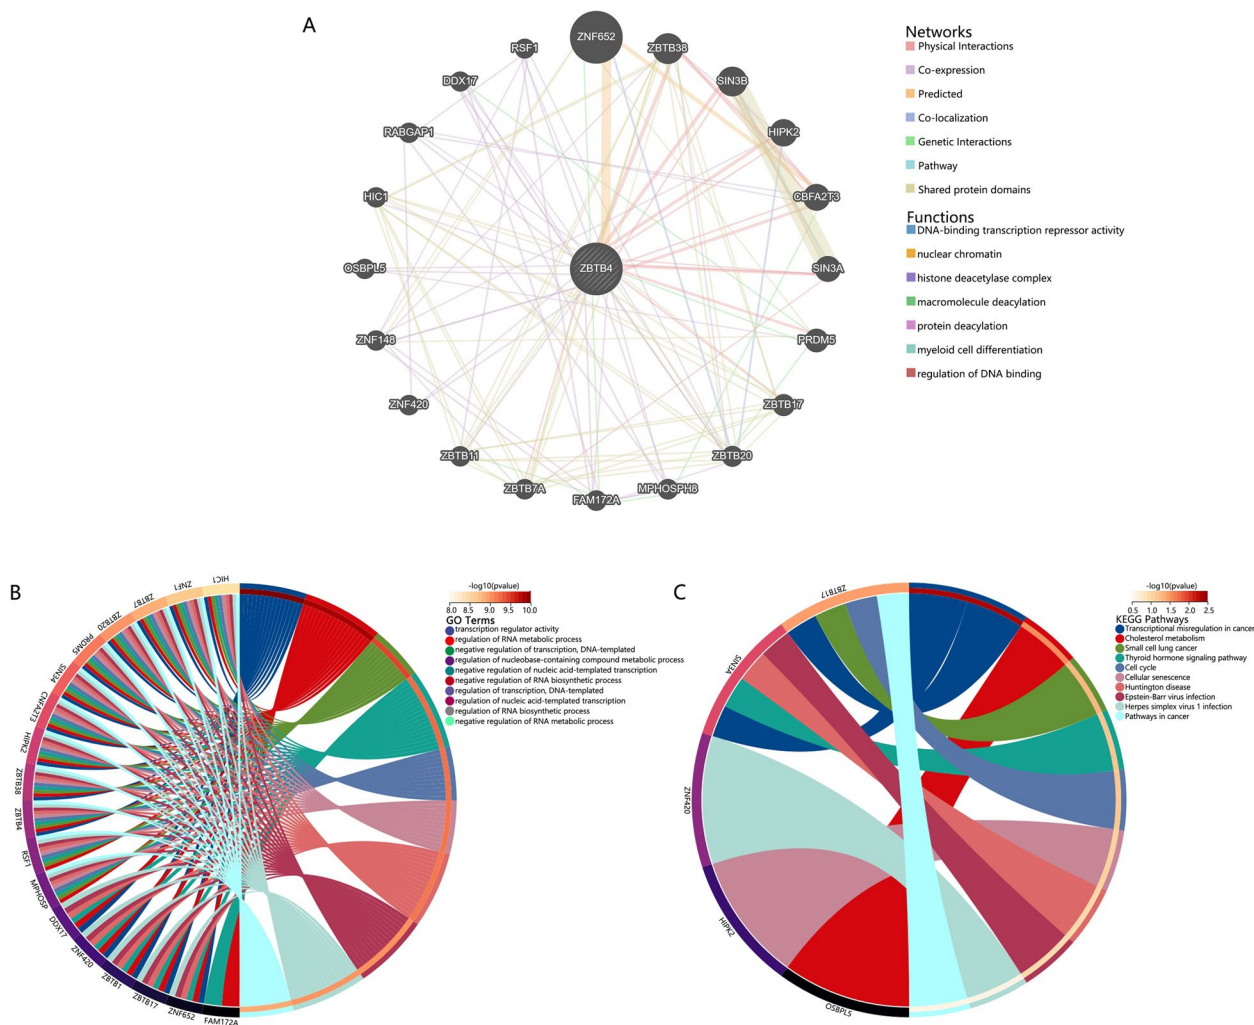 A
ZNF652
RSF1
ZBTB38
DDX17
SIN3B
RABGAP1
HIPK2
HIC1
CBFA2T3
OSBPL5
ZBTB4
SIN3A
ZNF148
PRDM5
ZNF420
ZBTB17
ZBTB11
ZBTB20
ZBTB7A
MPHOSPH8
FAM172A
Networks
Physical Interactions
Co-expression
Predicted
Co-localization
Genetic Interactions
Pathway
Shared protein domains
Functions
DNA-binding transcription repressor activity
nuclear chromatin
histone deacetylase complex
macromolecule deacylation
protein deacylation
myeloid cell differentiation
regulation of DNA binding
B
HIC1
ZNF1
ZBTB7
ZBTB20
PRDM5
SIN34
CNFA2T3
HIPK2
ZBTB38
ZBTB4
RSF1
MPHOSP
DDX17
ZNF420
ZBTB1
ZBTB17
ZNF652
FAM172A
-log10(pvalue)
8.0 8.5 9.0 9.5 10.0
GO Terms
transcription regulator activity
regulation of RNA metabolic process
negative regulation of transcription, DNA-templated
regulation of nucleobase-containing compound metabolic process
negative regulation of nucleic acid-templated transcription
negative regulation of RNA biosynthetic process
regulation of transcription, DNA-templated
regulation of nucleic acid-templated transcription
regulation of RNA biosynthetic process
negative regulation of RNA metabolic process
C
ZBTB17
SIN3A
ZNF420
HIPK2
OSBPL5
-log10(pvalue)
0.5 1.0 1.5 2.0 2.5
KEGG Pathways
Transcriptional misregulation in cancer
Cholesterol metabolism
Small cell lung cancer
Thyroid hormone signaling pathway
Cell cycle
Cellular senescence
Huntington disease
Epstein-Barr virus infection
Herpes simplex virus 1 infection
Pathways in cancer